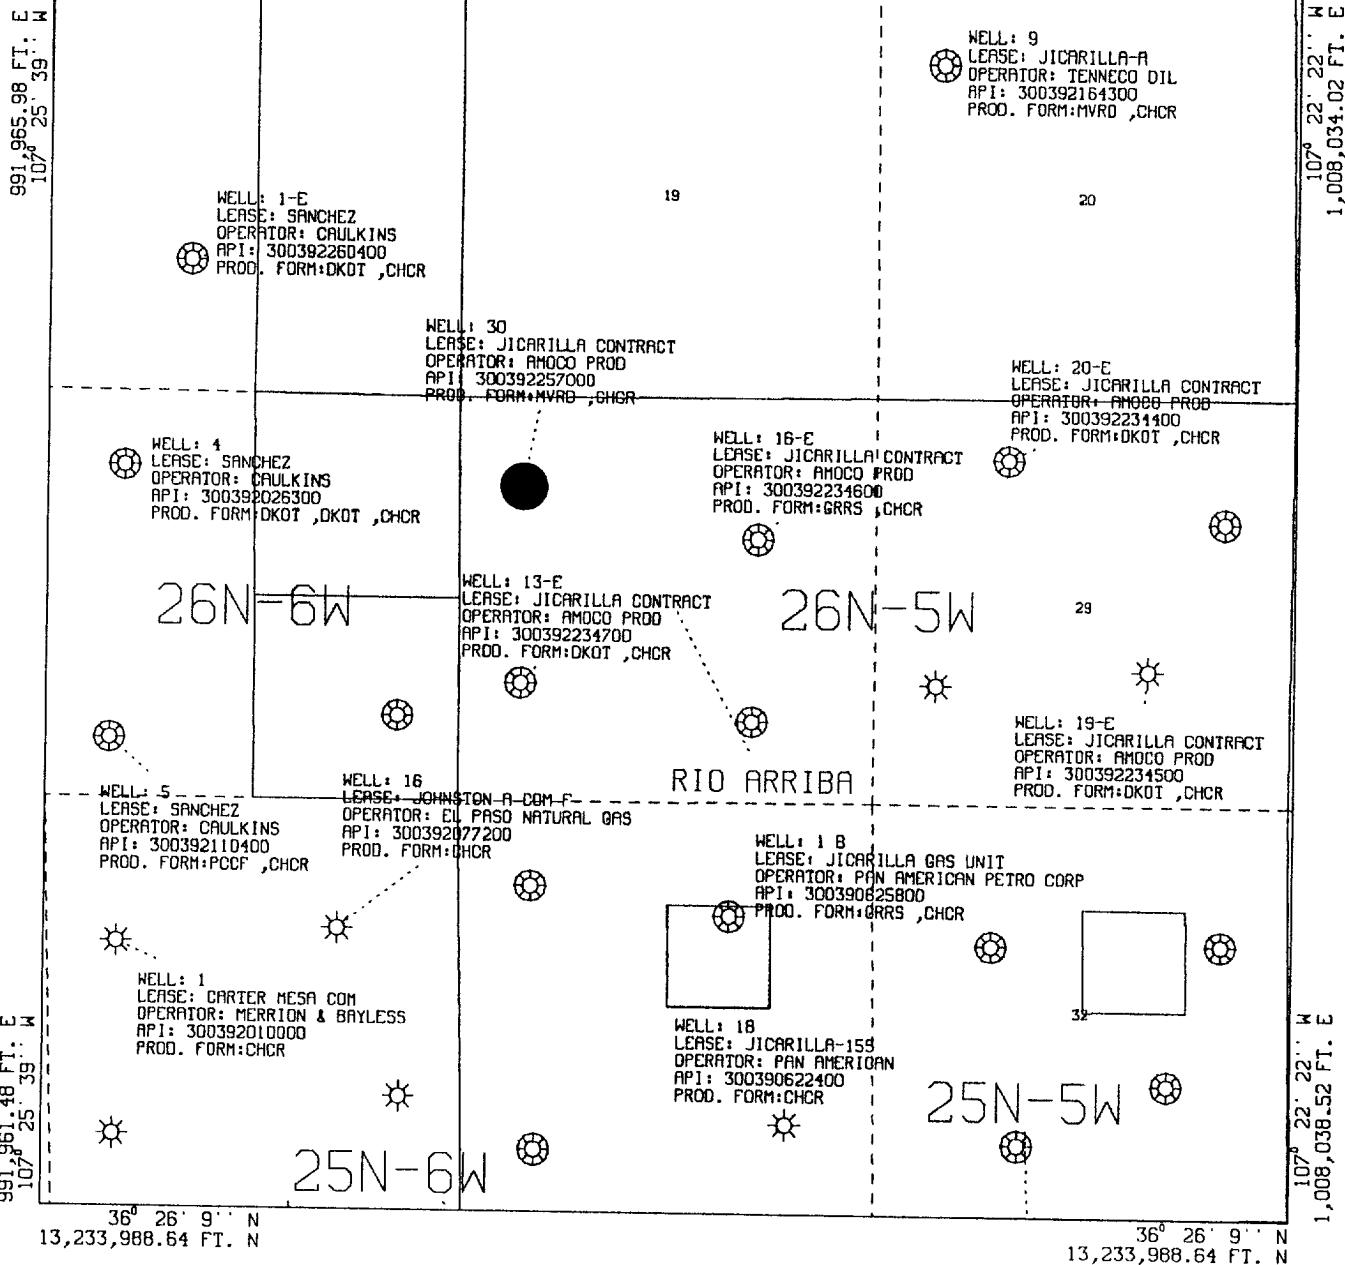 991,965.98 FT. E
107° 25' 39'' W
107° 22' 22'' W
1,008,034.02 FT. E
WELL: 9
LEASE: JICARILLA-A
OPERATOR: TENNECO OIL
API: 300392164300
PROD. FORM:MVRD ,CHCR
19
20
WELL: 1-E
LEASE: SANCHEZ
OPERATOR: CAULKINS
API: 300392260400
PROD. FORM:DKOT ,CHCR
WELL: 30
LEASE: JICARILLA CONTRACT
OPERATOR: AMOCO PROD
API: 300392257000
PROD. FORM:MVRD ,CHCR
WELL: 20-E
LEASE: JICARILLA CONTRACT
OPERATOR: AMOCO PROD
API: 300392234400
PROD. FORM:DKOT ,CHCR
WELL: 4
LEASE: SANCHEZ
OPERATOR: CAULKINS
API: 300392026300
PROD. FORM:DKOT ,DKOT ,CHCR
WELL: 16-E
LEASE: JICARILLA CONTRACT
OPERATOR: AMOCO PROD
API: 300392234600
PROD. FORM:GRRS ,CHCR
26N-6W
WELL: 13-E
LEASE: JICARILLA CONTRACT
OPERATOR: AMOCO PROD
API: 300392234700
PROD. FORM:DKOT ,CHCR
26N-5W
29
WELL: 19-E
LEASE: JICARILLA CONTRACT
OPERATOR: AMOCO PROD
API: 300392234500
PROD. FORM:DKOT ,CHCR
RIO ARRIBA
WELL: 5
LEASE: SANCHEZ
OPERATOR: CAULKINS
API: 300392110400
PROD. FORM:PCCF ,CHCR
WELL: 16
LEASE: JOHNSTON A COM F
OPERATOR: EL PASO NATURAL GAS
API: 300392077200
PROD. FORM:CHCR
WELL: 1 B
LEASE: JICARILLA GAS UNIT
OPERATOR: PAN AMERICAN PETRO CORP
API: 300390625800
PROD. FORM:GRRS ,CHCR
WELL: 1
LEASE: CARTER MESA COM
OPERATOR: MERRION & BAYLESS
API: 300392010000
PROD. FORM:CHCR
32
WELL: 18
LEASE: JICARILLA-155
OPERATOR: PAN AMERICAN
API: 300390622400
PROD. FORM:CHCR
25N-5W
25N-6W
991,961.48 FT. E
107° 25' 39'' W
107° 22' 22'' W
1,008,038.52 FT. E
36° 26' 9'' N
13,233,988.64 FT. N
36° 26' 9'' N
13,233,988.64 FT. N